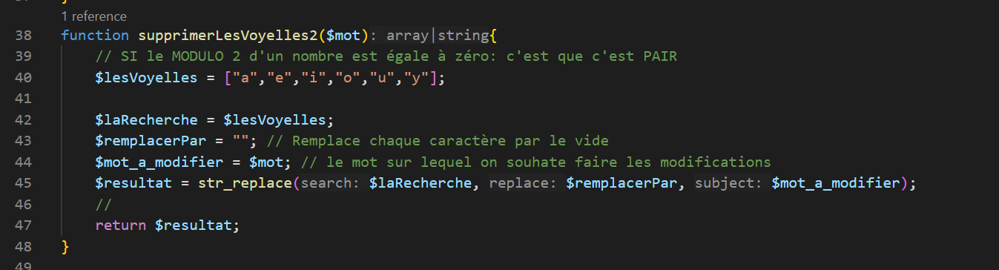 1 reference
38 function supprimerLesVoyelles2($mot): array|string{
39 // SI le MODULO 2 d'un nombre est égale à zéro: c'est que c'est PAIR
40 $lesVoyelles = ["a","e","i","o","u","y"];
41
42 $laRecherche = $lesVoyelles;
43 $remplacerPar = ""; // Remplace chaque caractère par le vide
44 $mot_a_modifier = $mot; // le mot sur lequel on souhate faire les modifications
45 $resultat = str_replace(search: $laRecherche, replace: $remplacerPar, subject: $mot_a_modifier);
46 //
47 return $resultat;
48 }
49